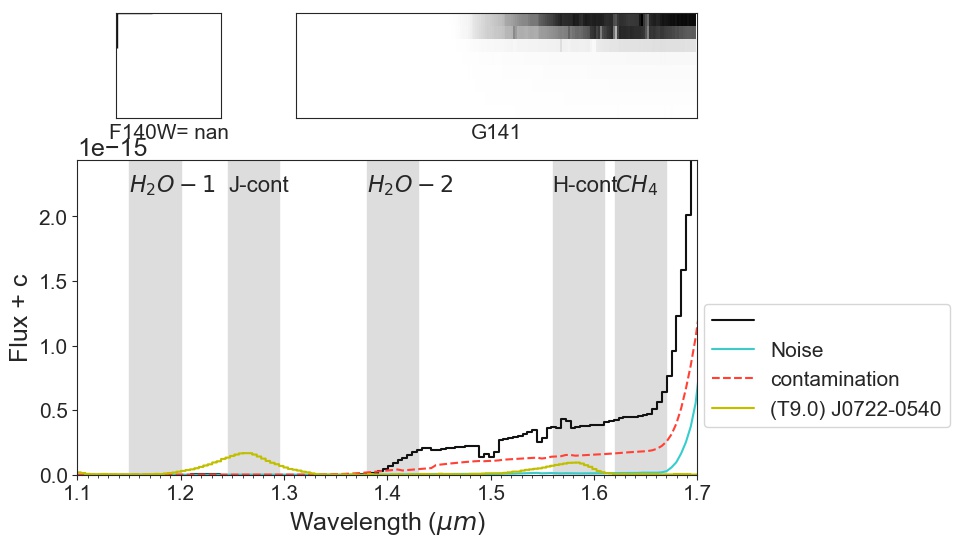 F140W= nan
G141
1e−15
H₂O − 1 J-cont H₂O − 2 H-cont CH₄
2.0
1.5
1.0
0.5
0.0
Flux + c
1.1 1.2 1.3 1.4 1.5 1.6 1.7
Wavelength (μm)
Noise
contamination
(T9.0) J0722-0540